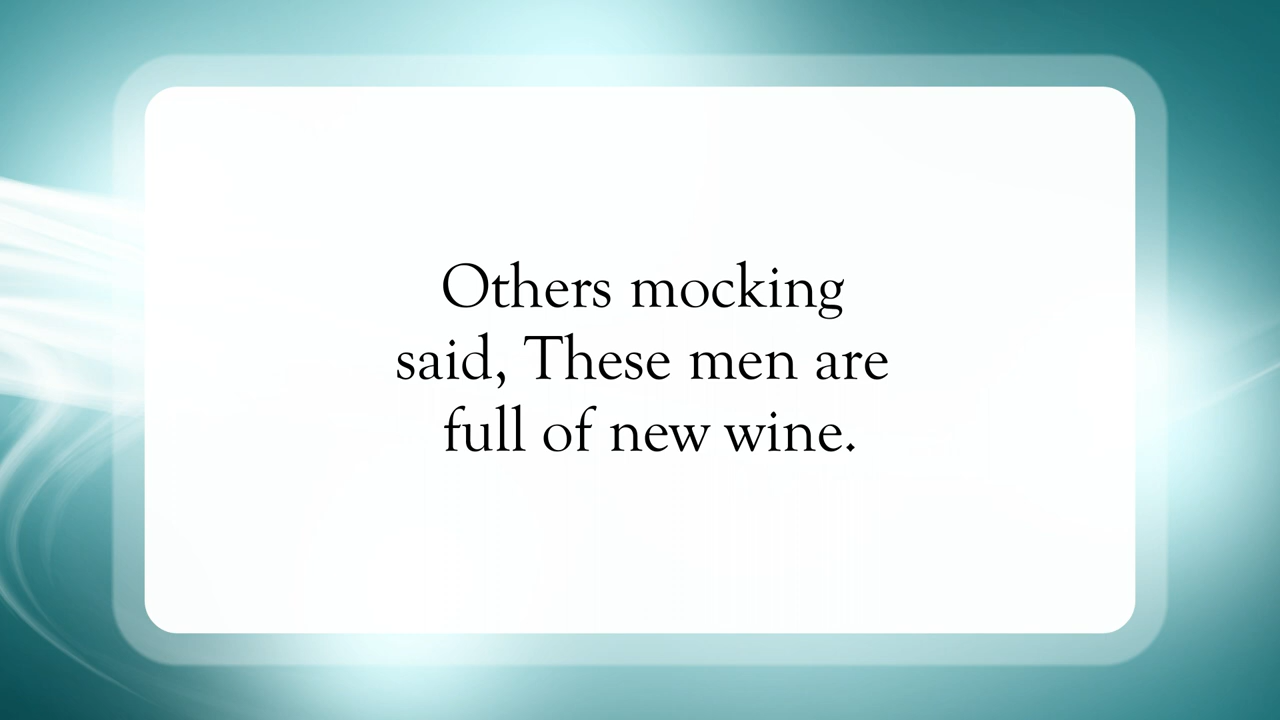 Others mocking
said, These men are
full of new wine.